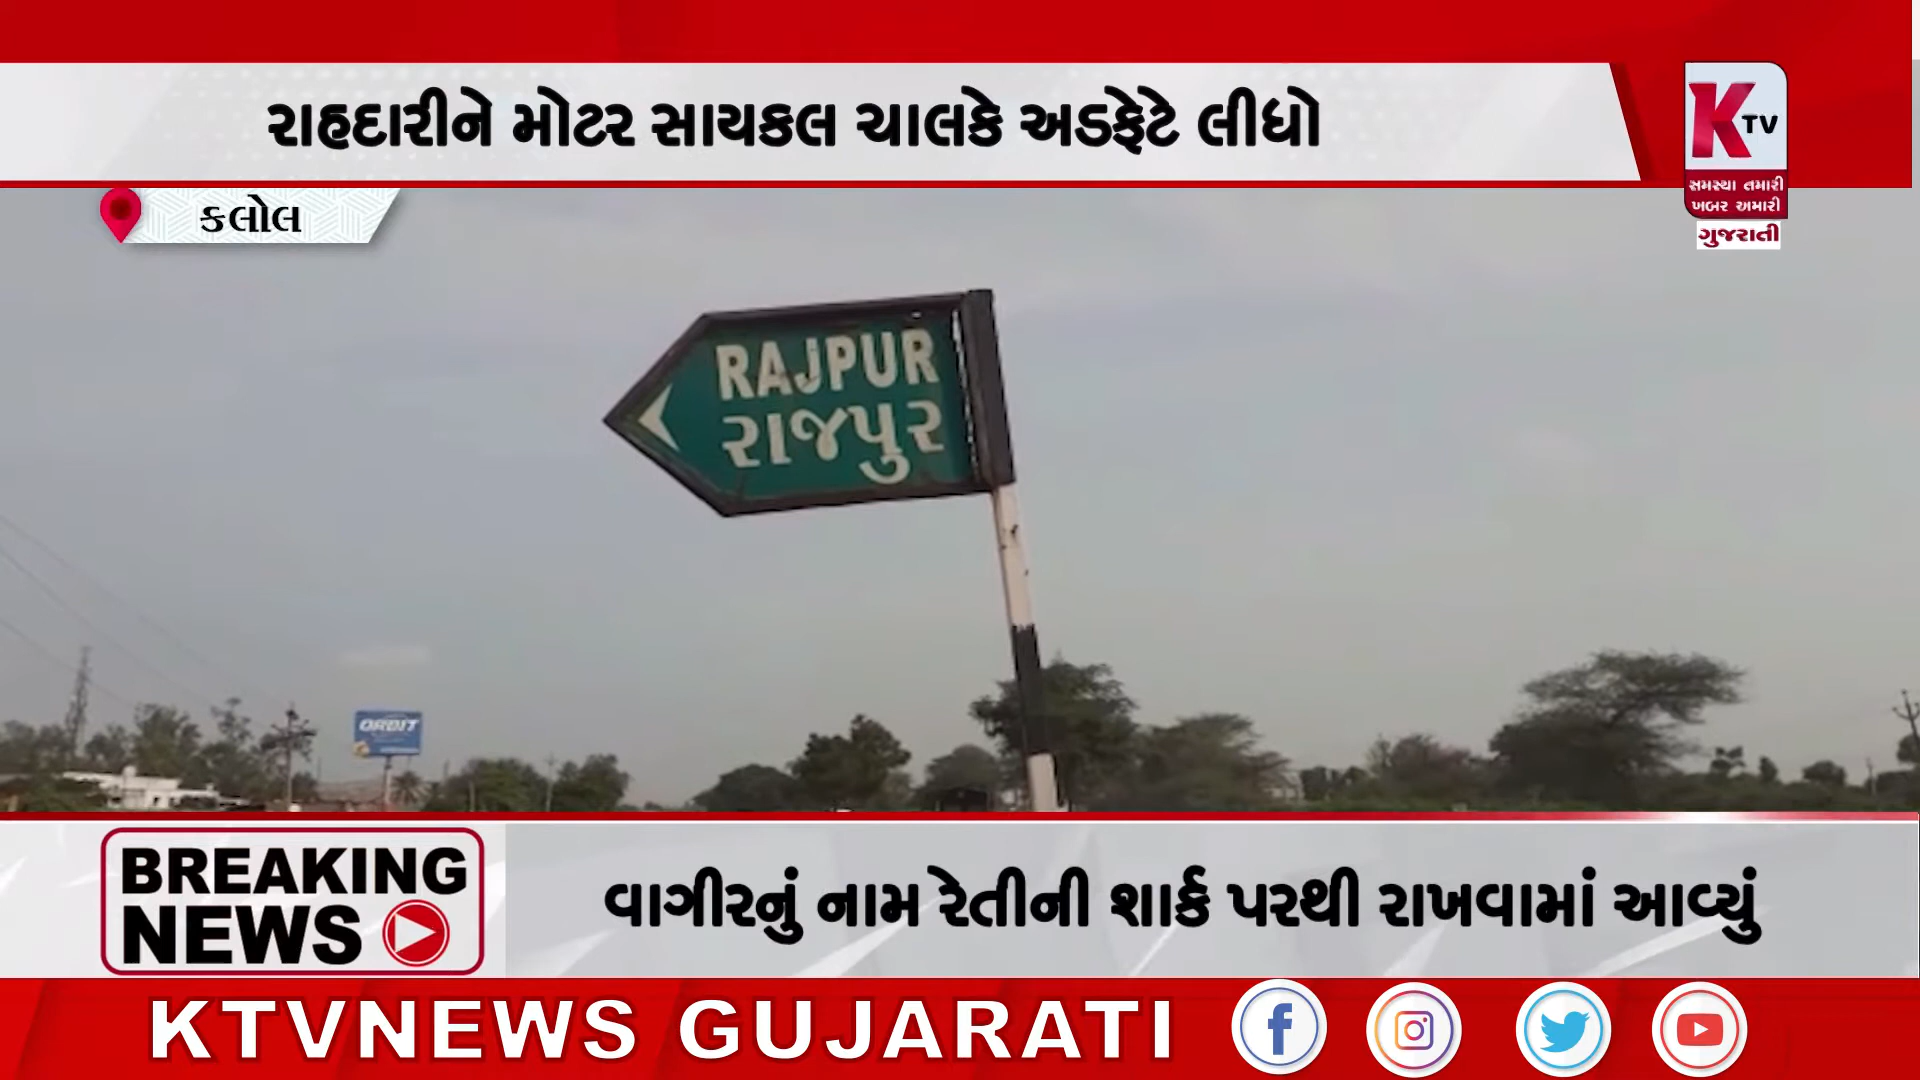 રાહદારીને મોટર સાયકલ ચાલકે અડફેટે લીધો
K TV
સમસ્યા તમારી
ખબર અમારી
ગુજરાતી
કલોલ
RAJPUR
રાજપુર
ORBIT
BREAKING
NEWS
વાગીરનું નામ રેતીની શાર્ક પરથી રાખવામાં આવ્યું
KTVNEWS GUJARATI